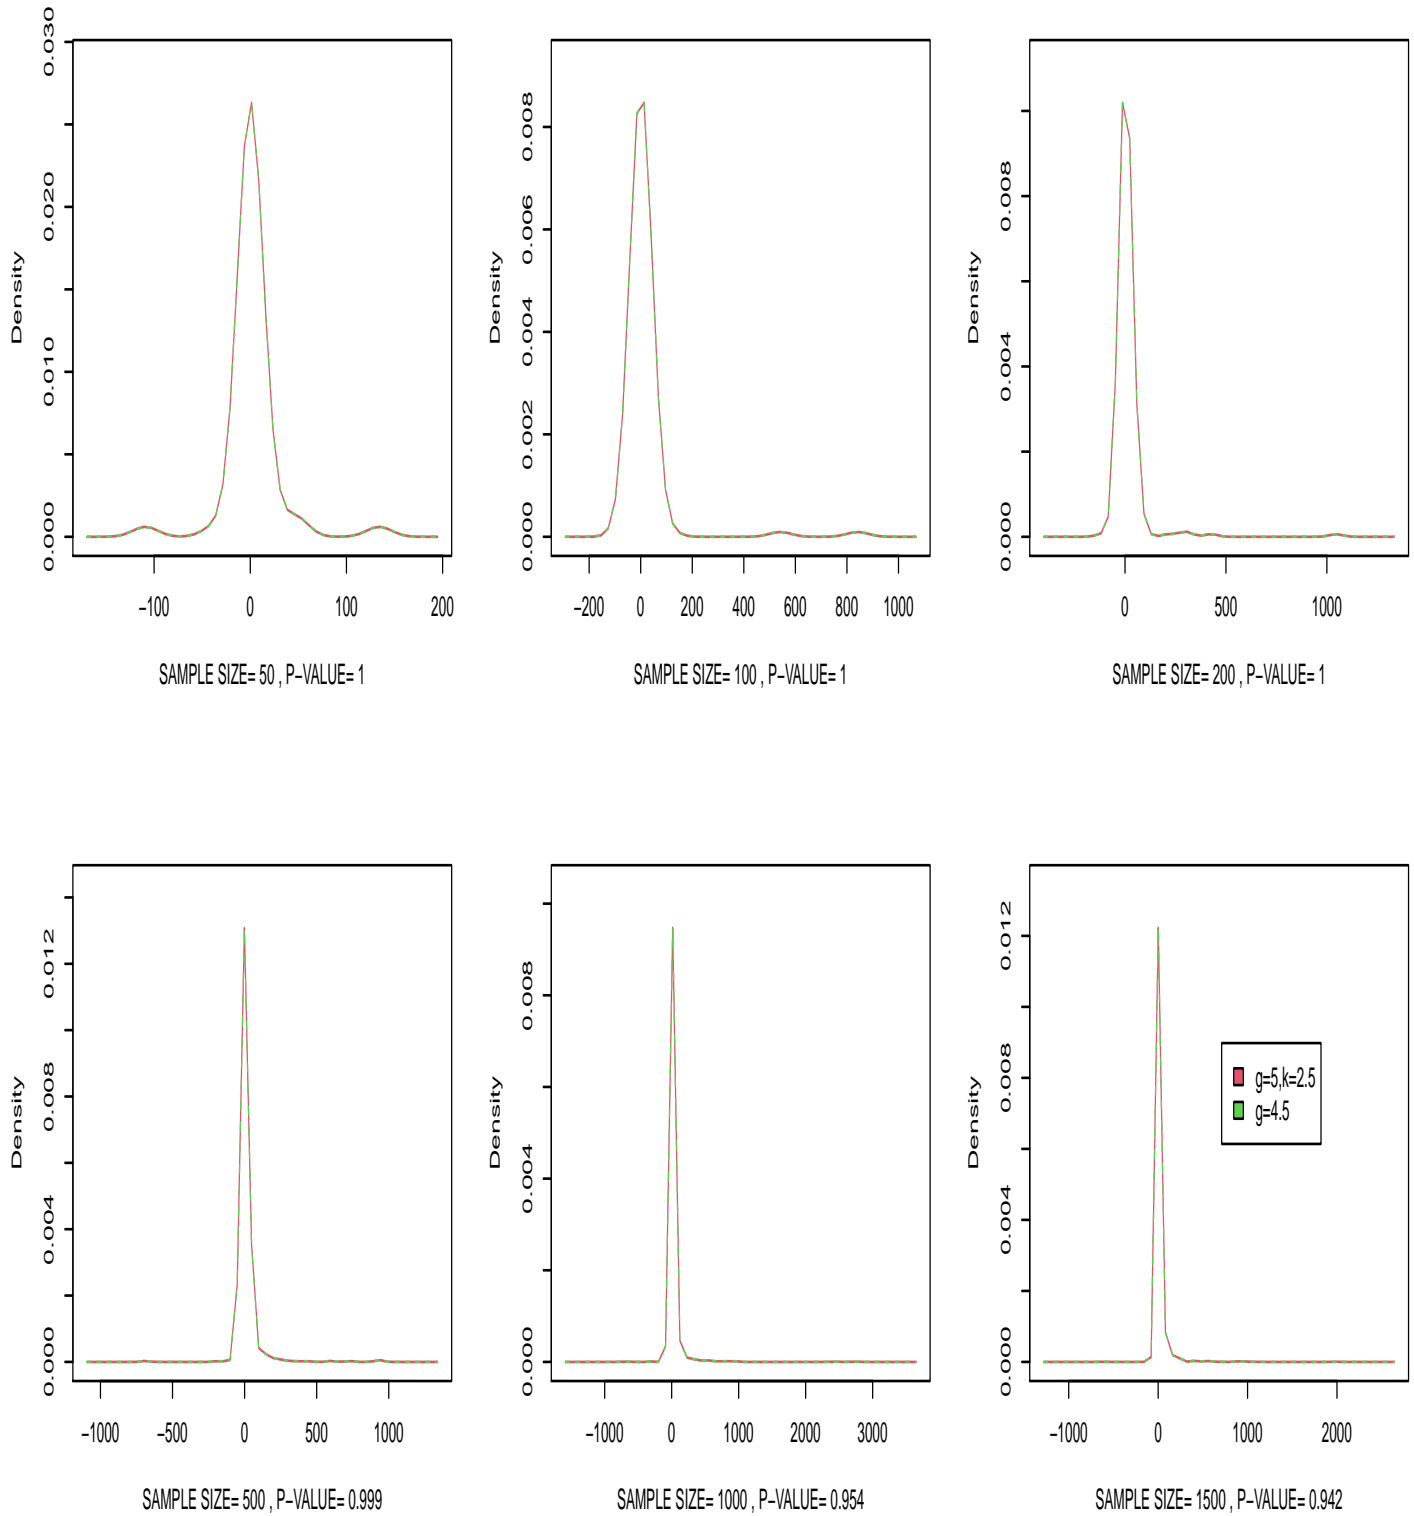 Density
0.000 0.010 0.020 0.030
−100 0 100 200
SAMPLE SIZE= 50 , P−VALUE= 1
Density
0.000 0.002 0.004 0.006 0.008
−200 0 200 400 600 800 1000
SAMPLE SIZE= 100 , P−VALUE= 1
Density
0.000 0.004 0.008
0 500 1000
SAMPLE SIZE= 200 , P−VALUE= 1
Density
0.000 0.004 0.008 0.012
−1000 −500 0 500 1000
SAMPLE SIZE= 500 , P−VALUE= 0.999
Density
0.000 0.004 0.008
−1000 0 1000 2000 3000
SAMPLE SIZE= 1000 , P−VALUE= 0.954
Density
0.000 0.004 0.008 0.012
g=5,k=2.5
g=4.5
−1000 0 1000 2000
SAMPLE SIZE= 1500 , P−VALUE= 0.942